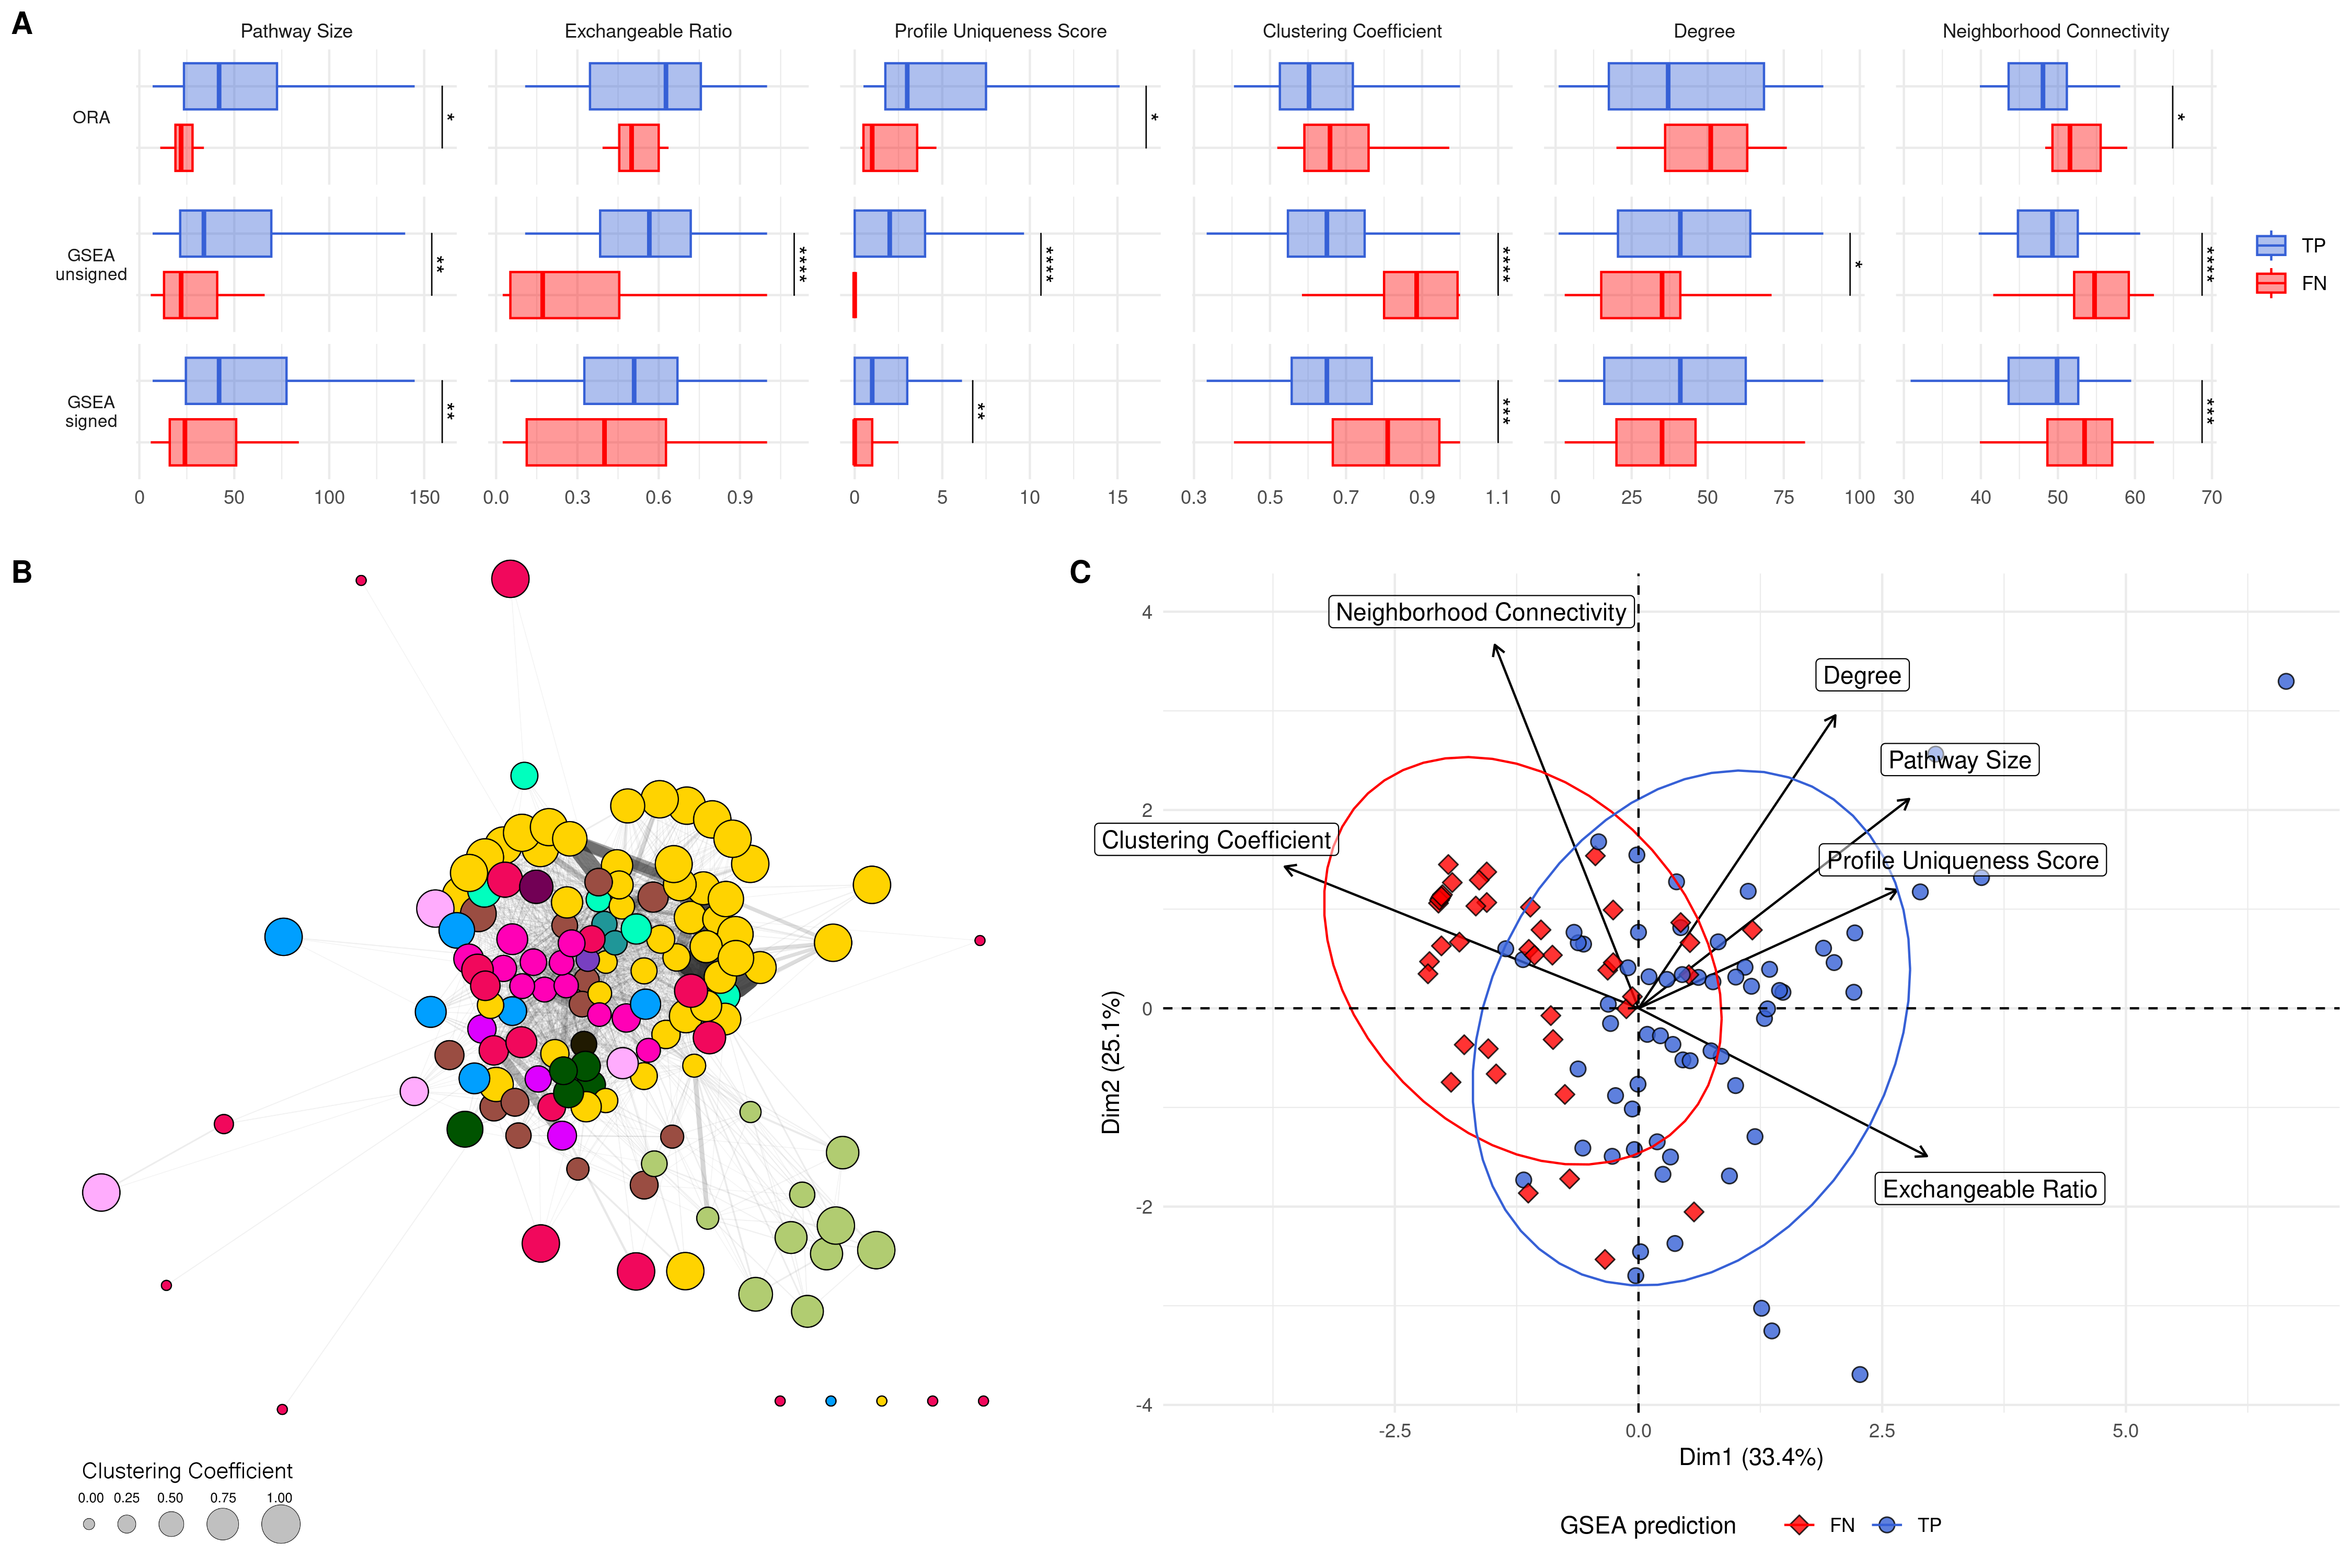 A
Pathway Size
Exchangeable Ratio
Profile Uniqueness Score
Clustering Coefficient
Degree
Neighborhood Connectivity
ORA
*
*
*
GSEA
unsigned
**
****
****
****
*
****
TP
FN
GSEA
signed
**
**
***
***
0 50 100 150
0.0 0.3 0.6 0.9
0 5 10 15
0.3 0.5 0.7 0.9 1.1
0 25 50 75 100
30 40 50 60 70
B
Clustering Coefficient
0.00 0.25 0.50 0.75 1.00
C
Neighborhood Connectivity
Degree
Pathway Size
Clustering Coefficient
Profile Uniqueness Score
Exchangeable Ratio
4
2
0
-2
-4
Dim2 (25.1%)
-2.5 0.0 2.5 5.0
Dim1 (33.4%)
GSEA prediction FN TP